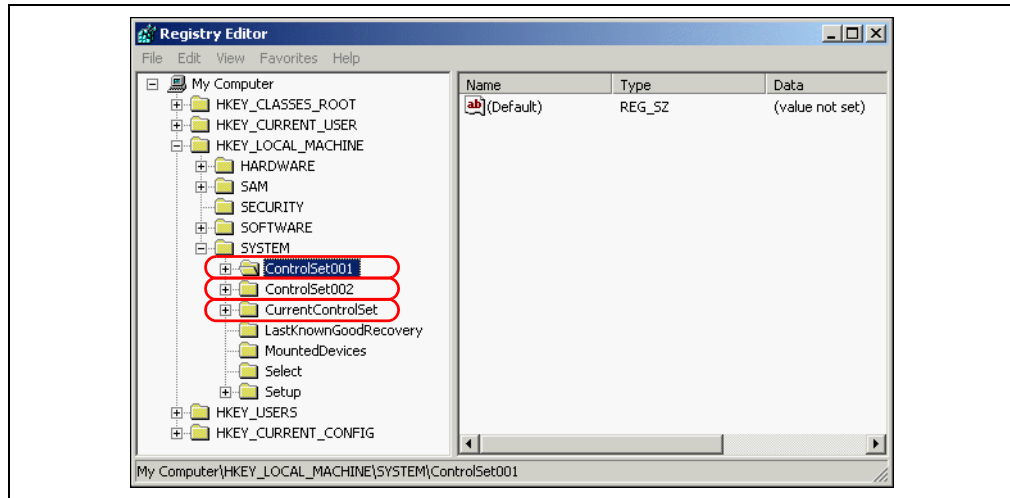 Registry Editor
File Edit View Favorites Help
My Computer
HKEY_CLASSES_ROOT
HKEY_CURRENT_USER
HKEY_LOCAL_MACHINE
HARDWARE
SAM
SECURITY
SOFTWARE
SYSTEM
ControlSet001
ControlSet002
CurrentControlSet
LastKnownGoodRecovery
MountedDevices
Select
Setup
HKEY_USERS
HKEY_CURRENT_CONFIG
Name Type Data
ab (Default) REG_SZ (value not set)
My Computer\HKEY_LOCAL_MACHINE\SYSTEM\ControlSet001